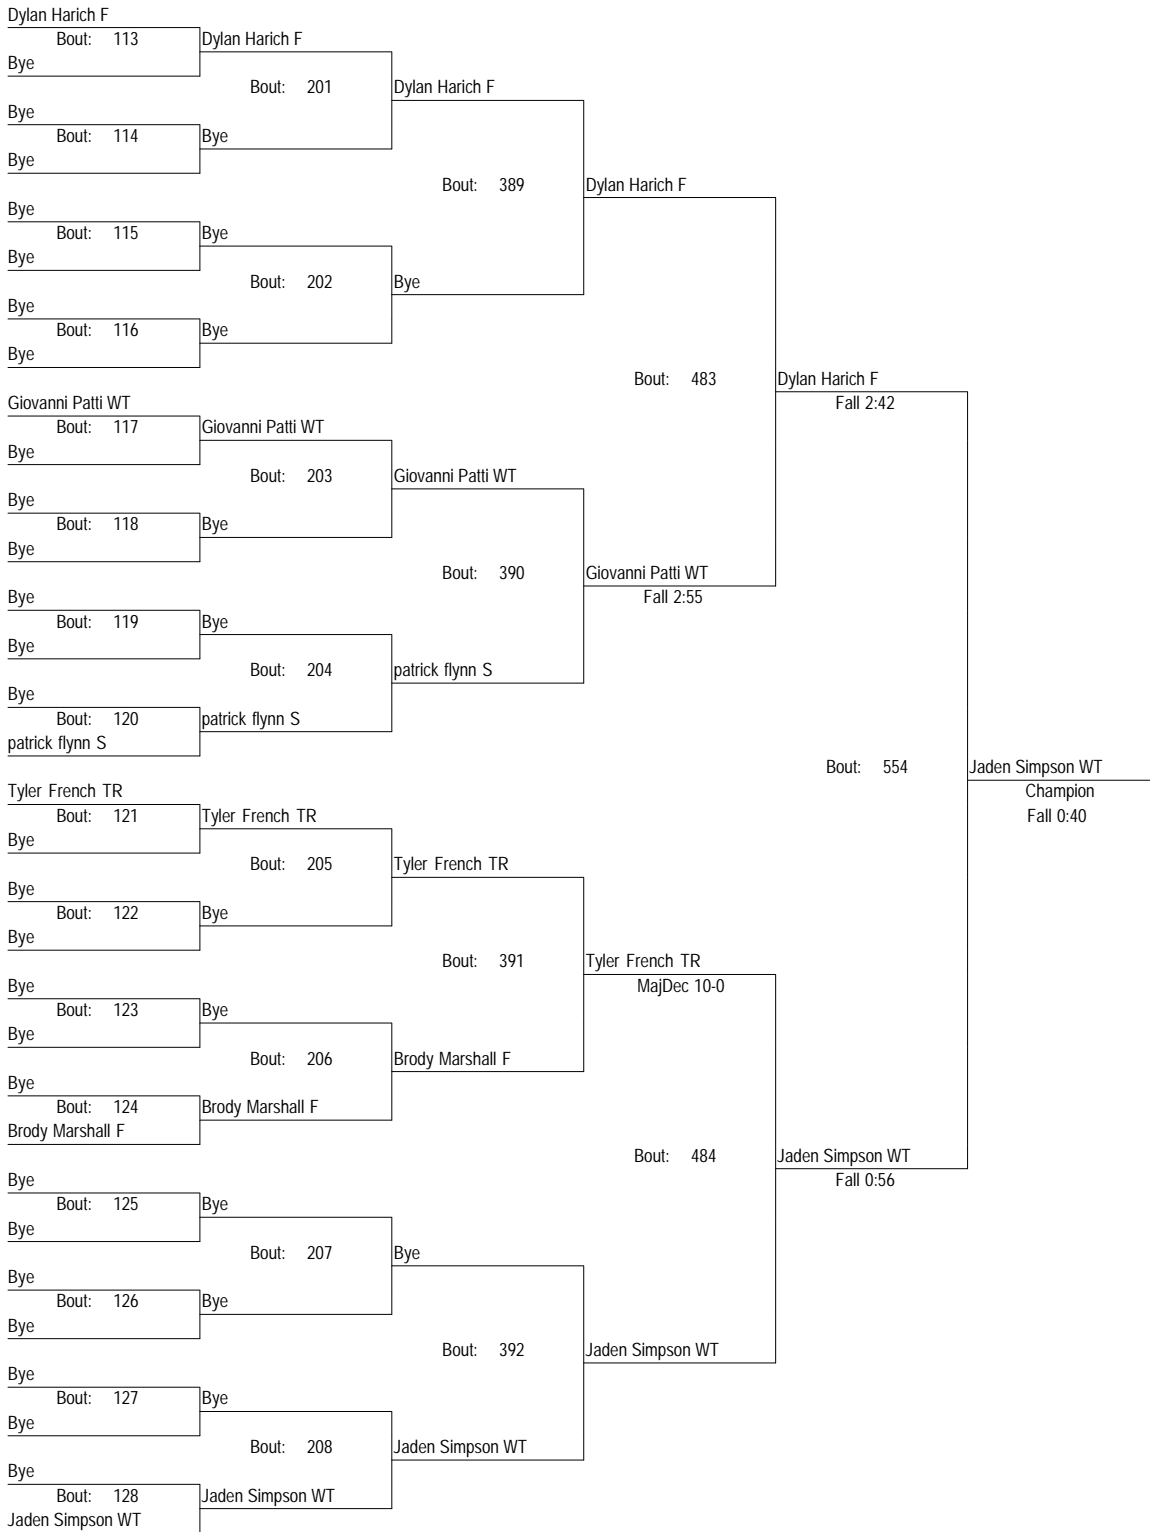 Dylan Harich F
Bout: 113
Dylan Harich F
Bye
Bout: 201
Dylan Harich F
Bye
Bout: 114
Bye
Bye
Bout: 389
Dylan Harich F
Bye
Bout: 115
Bye
Bye
Bout: 202
Bye
Bye
Bout: 116
Bye
Bye
Bout: 483
Dylan Harich F
Fall 2:42
Giovanni Patti WT
Bout: 117
Giovanni Patti WT
Bye
Bout: 203
Giovanni Patti WT
Bye
Bout: 118
Bye
Bye
Bout: 390
Giovanni Patti WT
Fall 2:55
Bye
Bout: 119
Bye
Bye
Bout: 204
patrick flynn S
Bye
Bout: 120
patrick flynn S
patrick flynn S
Bout: 554
Jaden Simpson WT
Champion
Fall 0:40
Tyler French TR
Bout: 121
Tyler French TR
Bye
Bout: 205
Tyler French TR
Bye
Bout: 122
Bye
Bye
Bout: 391
Tyler French TR
MajDec 10-0
Bye
Bout: 123
Bye
Bye
Bout: 206
Brody Marshall F
Bye
Bout: 124
Brody Marshall F
Brody Marshall F
Bout: 484
Jaden Simpson WT
Fall 0:56
Bye
Bout: 125
Bye
Bye
Bout: 207
Bye
Bye
Bout: 126
Bye
Bye
Bout: 392
Jaden Simpson WT
Bye
Bout: 127
Bye
Bye
Bout: 208
Jaden Simpson WT
Bye
Bout: 128
Jaden Simpson WT
Jaden Simpson WT